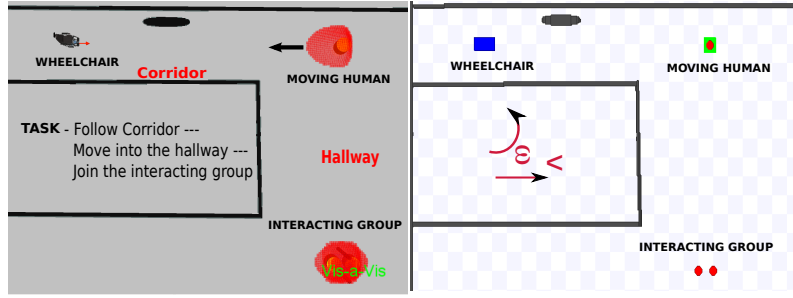 WHEELCHAIR
Corridor
MOVING HUMAN
TASK - Follow Corridor ---
Move into the hallway ---
Join the interacting group
Hallway
INTERACTING GROUP
Vis-a-Vis
WHEELCHAIR
MOVING HUMAN
ω
V
INTERACTING GROUP